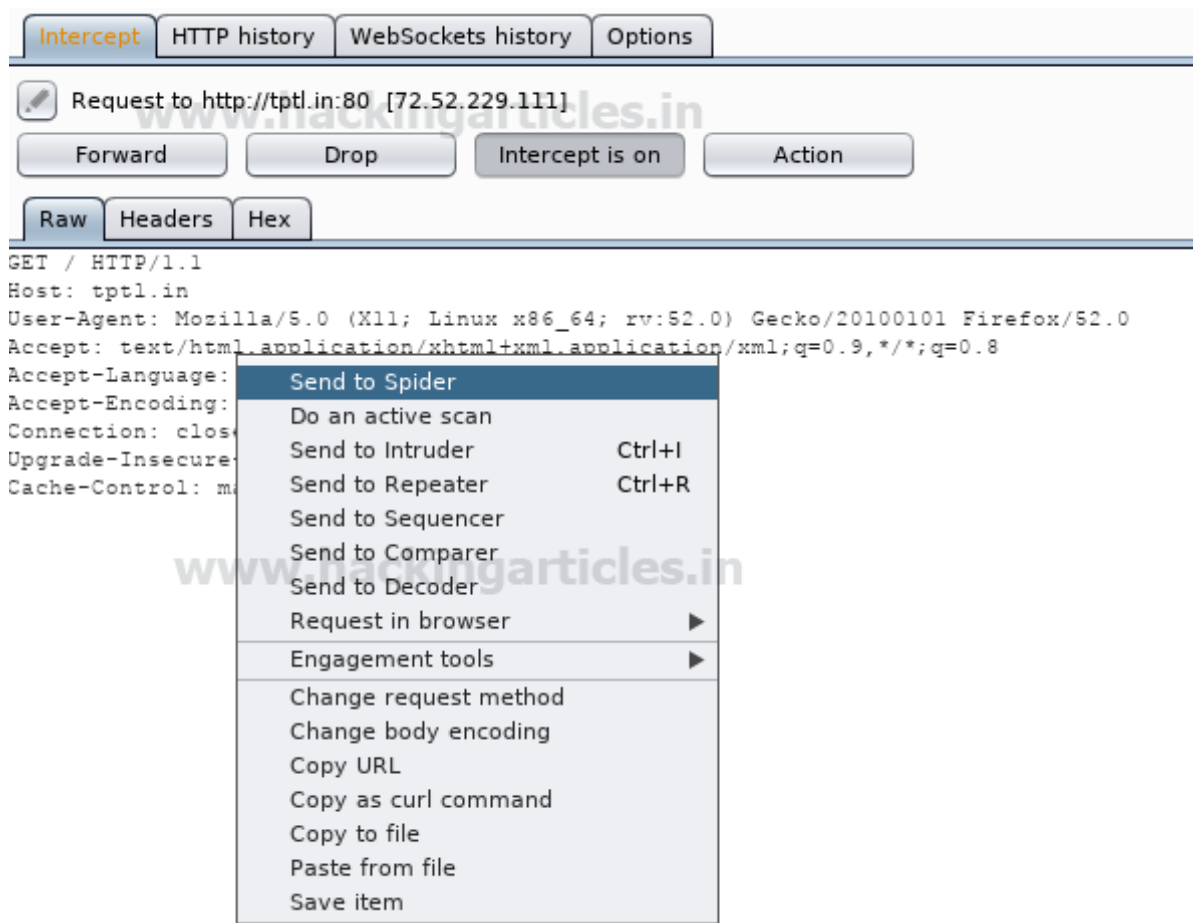 Intercept HTTP history WebSockets history Options
Request to http://tptl.in:80 [72.52.229.111]
www.hackingarticles.in
Forward Drop Intercept is on Action
Raw Headers Hex
GET / HTTP/1.1
Host: tptl.in
User-Agent: Mozilla/5.0 (X11; Linux x86_64; rv:52.0) Gecko/20100101 Firefox/52.0
Accept: text/html,application/xhtml+xml,application/xml;q=0.9,*/*;q=0.8
Accept-Language:
Accept-Encoding:
Connection: clos
Upgrade-Insecure-
Cache-Control: ma
Send to Spider
Do an active scan
Send to Intruder Ctrl+I
Send to Repeater Ctrl+R
Send to Sequencer
Send to Comparer
www.hackingarticles.in
Send to Decoder
Request in browser
Engagement tools
Change request method
Change body encoding
Copy URL
Copy as curl command
Copy to file
Paste from file
Save item